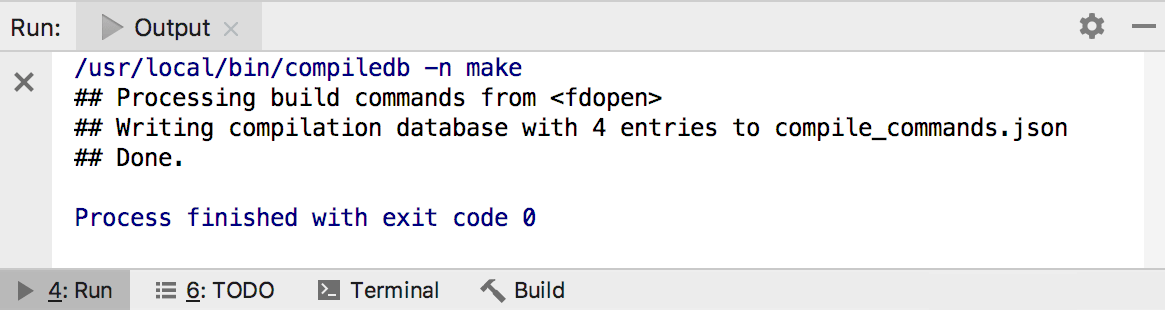 Run: Output
/usr/local/bin/compiledb -n make
## Processing build commands from <fdopen>
## Writing compilation database with 4 entries to compile_commands.json
## Done.
Process finished with exit code 0
4: Run 6: TODO Terminal Build